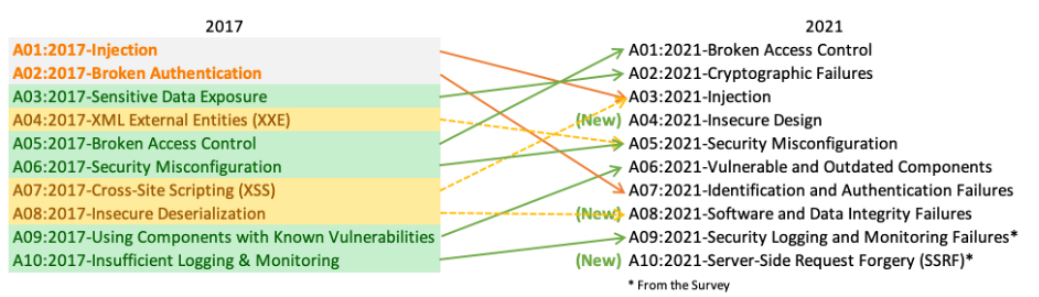 2017
2021
A01:2017-Injection
A02:2017-Broken Authentication
A03:2017-Sensitive Data Exposure
A04:2017-XML External Entities (XXE)
A05:2017-Broken Access Control
A06:2017-Security Misconfiguration
A07:2017-Cross-Site Scripting (XSS)
A08:2017-Insecure Deserialization
A09:2017-Using Components with Known Vulnerabilities
A10:2017-Insufficient Logging & Monitoring
A01:2021-Broken Access Control
A02:2021-Cryptographic Failures
A03:2021-Injection
(New) A04:2021-Insecure Design
A05:2021-Security Misconfiguration
A06:2021-Vulnerable and Outdated Components
A07:2021-Identification and Authentication Failures
(New) A08:2021-Software and Data Integrity Failures
A09:2021-Security Logging and Monitoring Failures*
(New) A10:2021-Server-Side Request Forgery (SSRF)*
* From the Survey